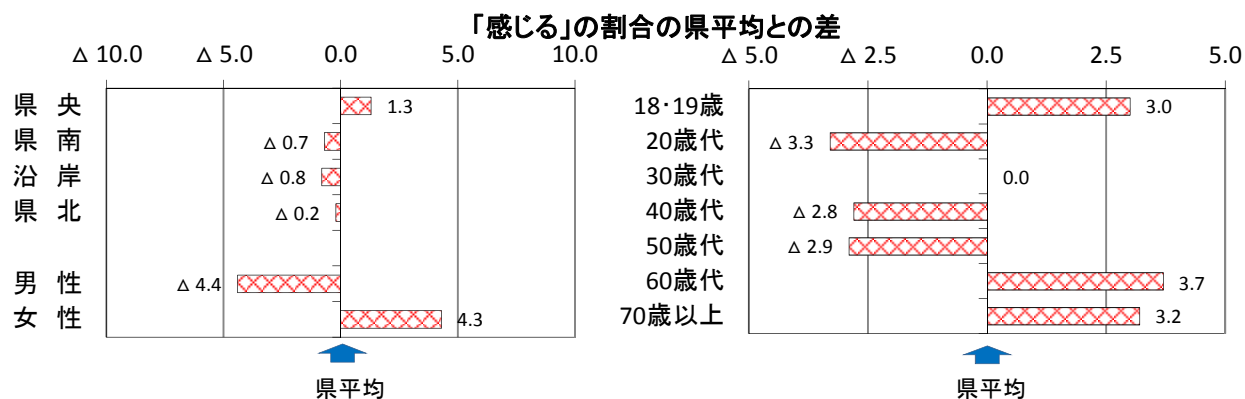 「感じる」の割合の県平均との差
△ 10.0 △ 5.0 0.0 5.0 10.0
県 央 1.3
県 南 △ 0.7
沿 岸 △ 0.8
県 北 △ 0.2
男 性 △ 4.4
女 性 4.3
県平均
△ 5.0 △ 2.5 0.0 2.5 5.0
18・19歳 3.0
20歳代 △ 3.3
30歳代 0.0
40歳代 △ 2.8
50歳代 △ 2.9
60歳代 3.7
70歳以上 3.2
県平均